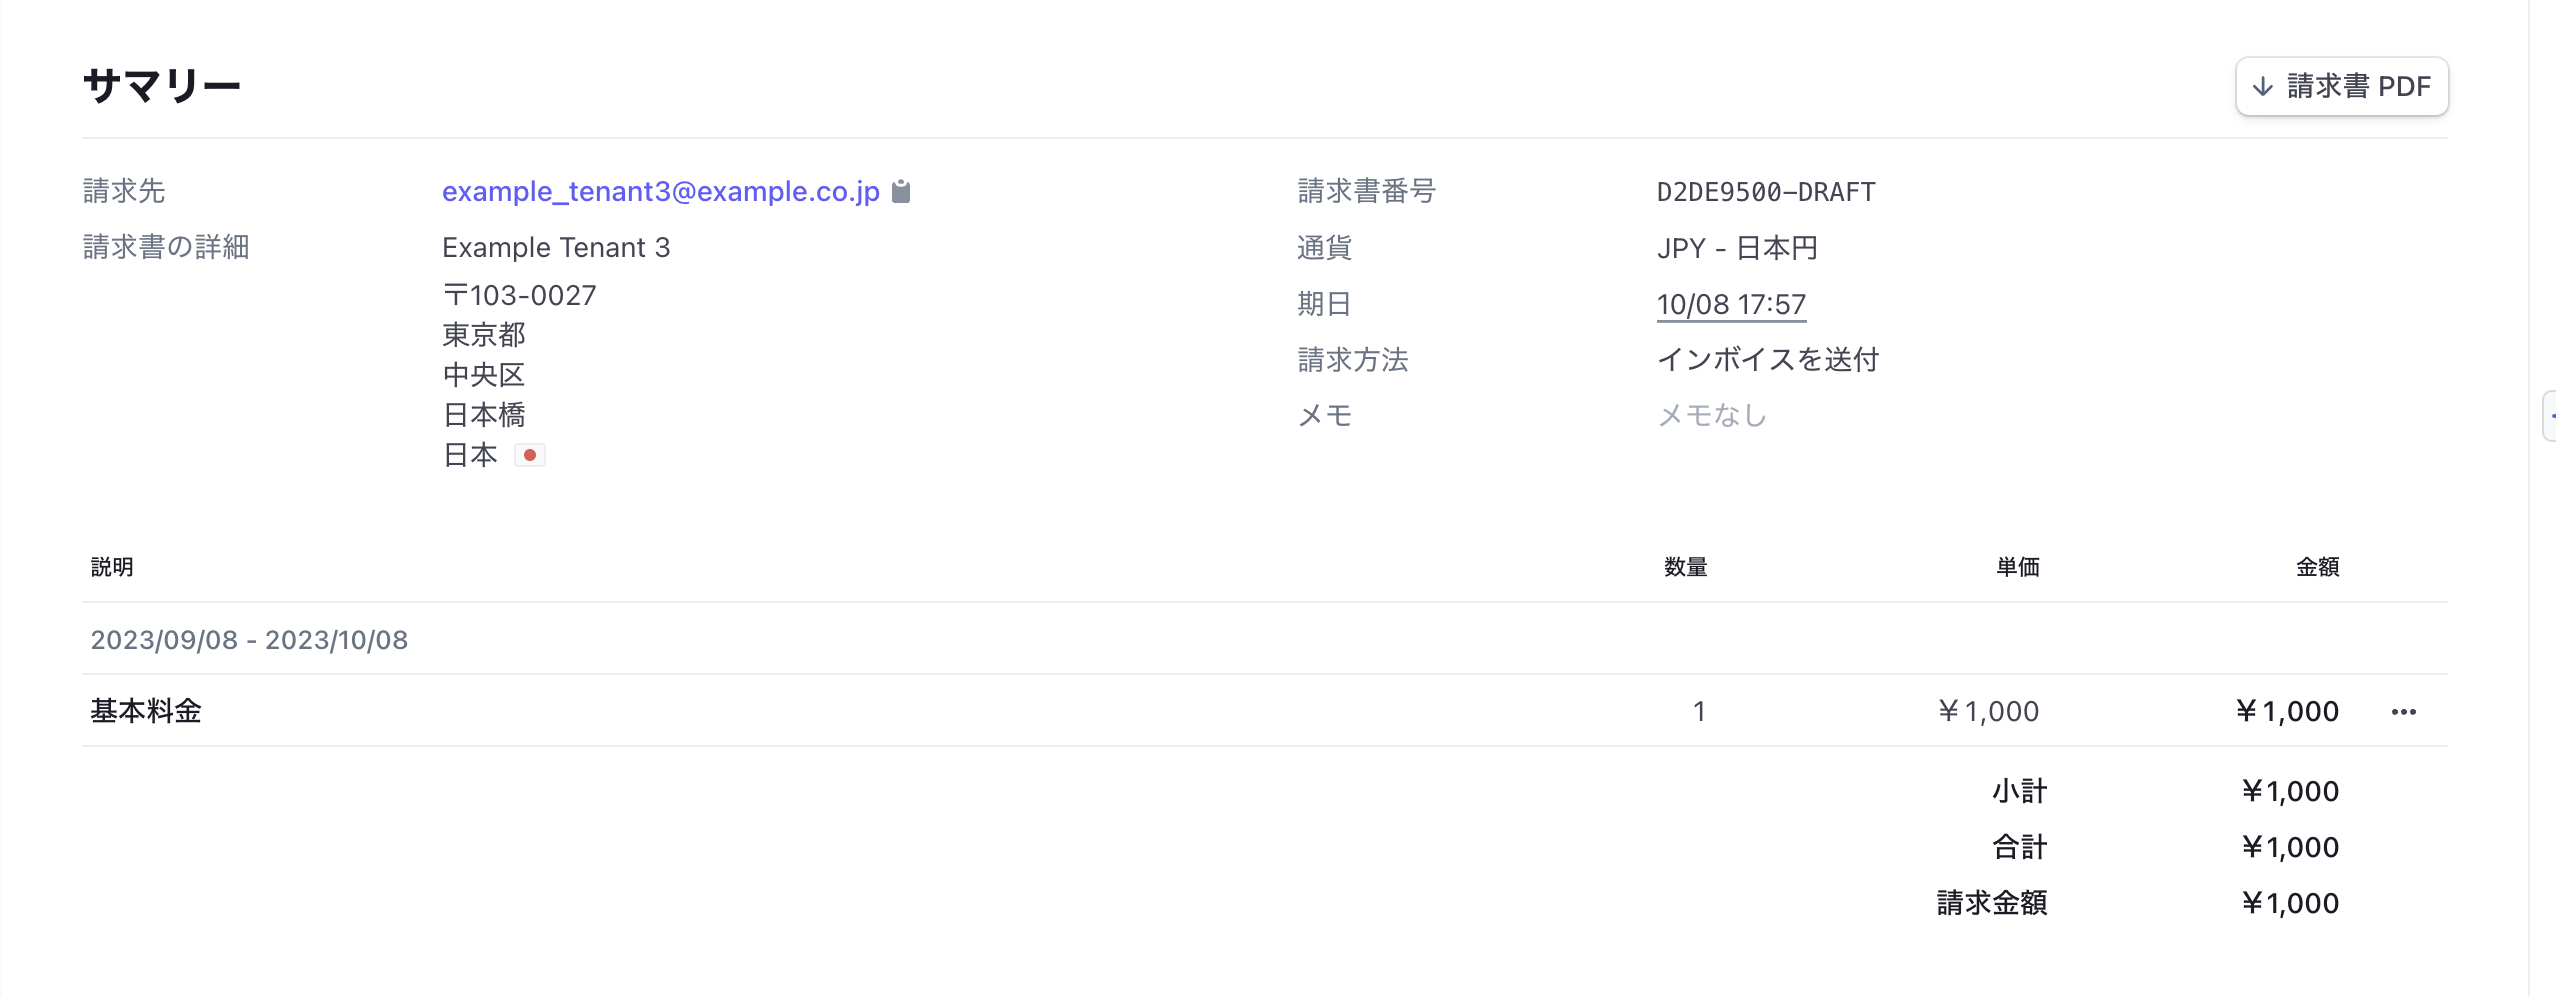 サマリー
請求書 PDF
請求先 example_tenant3@example.co.jp
請求書の詳細 Example Tenant 3
〒103-0027
東京都
中央区
日本橋
日本
請求書番号 D2DE9500–DRAFT
通貨 JPY - 日本円
期日 10/08 17:57
請求方法 インボイスを送付
メモ メモなし
説明 数量 単価 金額
2023/09/08 - 2023/10/08
基本料金 1 ￥1,000 ￥1,000
小計 ￥1,000
合計 ￥1,000
請求金額 ￥1,000